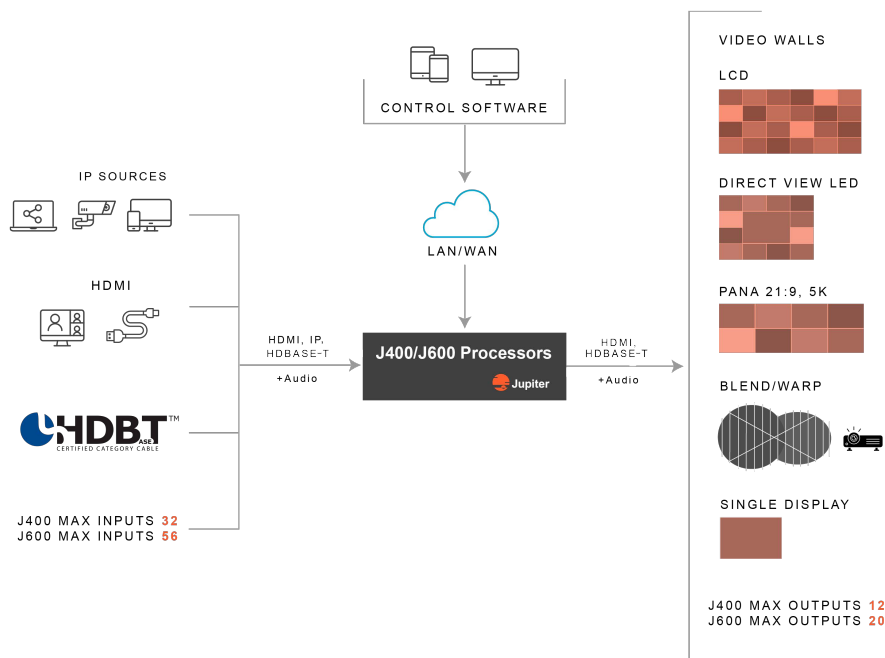 CONTROL SOFTWARE
LAN/WAN
IP SOURCES
HDMI
HDBT™
ASE
CERTIFIED CATEGORY CABLE
J400 MAX INPUTS 32
J600 MAX INPUTS 56
HDMI, IP,
HDBASE-T
+Audio
J400/J600 Processors
Jupiter
HDMI,
HDBASE-T
+Audio
VIDEO WALLS
LCD
DIRECT VIEW LED
PANA 21:9, 5K
BLEND/WARP
SINGLE DISPLAY
J400 MAX OUTPUTS 12
J600 MAX OUTPUTS 20